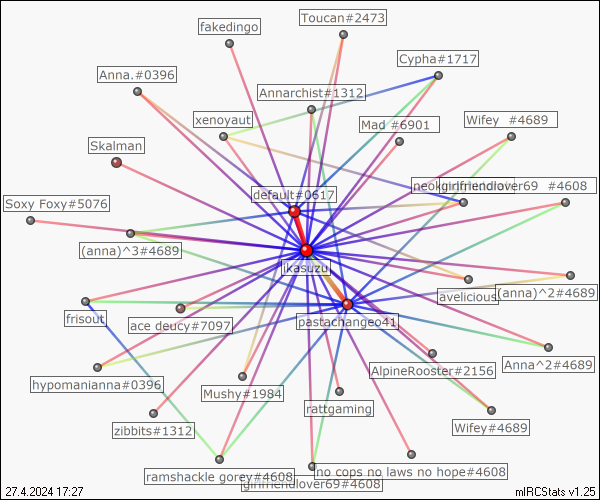 fakedingo
Toucan#2473
Cypha#1717
Anna.#0396
Annarchist#1312
xenoyaut
Mad #6901
Wifey #4689
Skalman
default#0617
girlfriendlover69 #4608
Soxy Foxy#5076
(anna)^3#4689
ikasuzu
avelicious
(anna)^2#4689
frisout
ace deucy#7097
pastachangeo41
Anna^2#4689
AlpineRooster#2156
hypomanianna#0396
Mushy#1984
rattgaming
zibbits#1312
Wifey#4689
ramshackle gorey#4608
no cops no laws no hope#4608
girlfriendlover69#4608
27.4.2024 17:27
mIRCStats v1.25